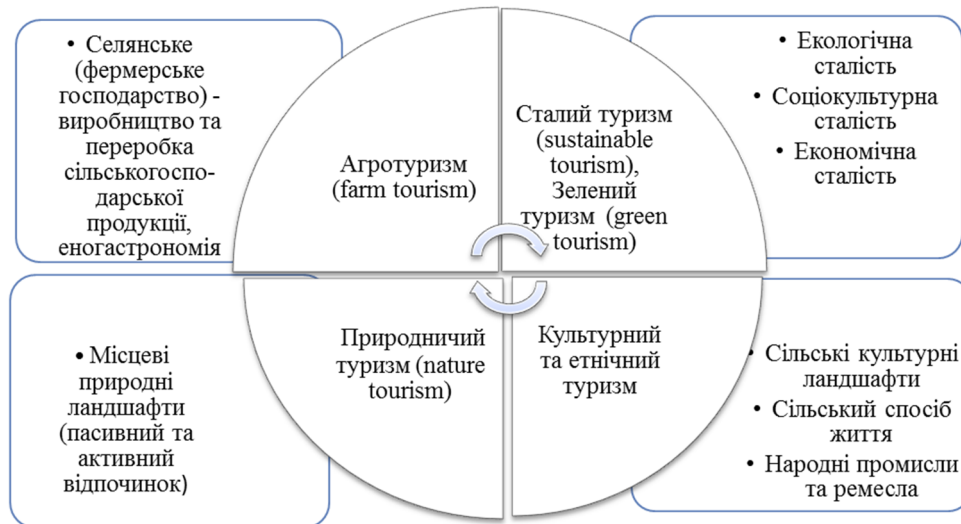 • Селянське
(фермерське
господарство) -
виробництво та
переробка
сільськогоспо-
дарської
продукції,
еногастрономія
Агротуризм
(farm tourism)
Сталий туризм
(sustainable
tourism),
Зелений
туризм (green
tourism)
• Екологічна
сталість
• Соціокультурна
сталість
• Економічна
сталість
• Місцеві
природні
ландшафти
(пасивний та
активний
відпочинок)
Природничий
туризм (nature
tourism)
Культурний
та етнічний
туризм
• Сільські культурні
ландшафти
• Сільський спосіб
життя
• Народні промисли
та ремесла